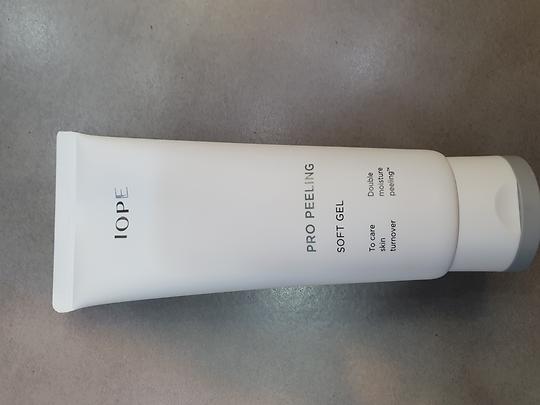 IOPE
PRO PEELING
SOFT GEL
To care
skin
turnover
Double
moisture
peeling™